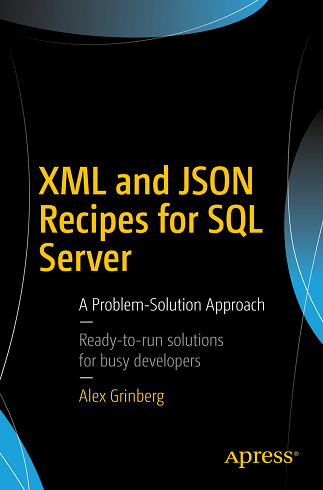 XML and JSON
Recipes for SQL
Server
A Problem-Solution Approach
—
Ready-to-run solutions
for busy developers
—
Alex Grinberg
Apress®